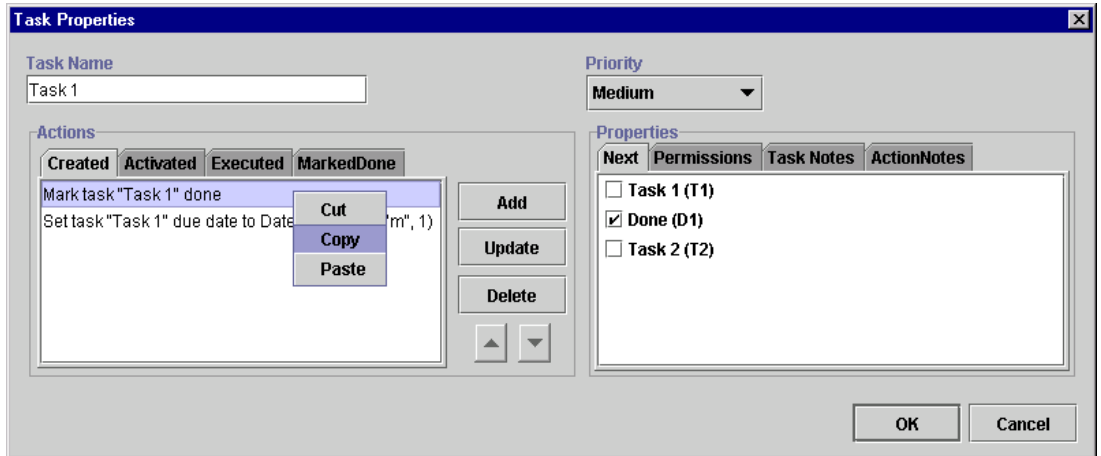 Task Properties
Task Name
Priority
Task 1
Medium
Actions
Properties
Created Activated Executed MarkedDone
Next Permissions Task Notes ActionNotes
Mark task "Task 1" done
Set task "Task 1" due date to Date "m", 1)
Cut
Copy
Paste
Add
Update
Delete
Task 1 (T1)
Done (D1)
Task 2 (T2)
OK
Cancel